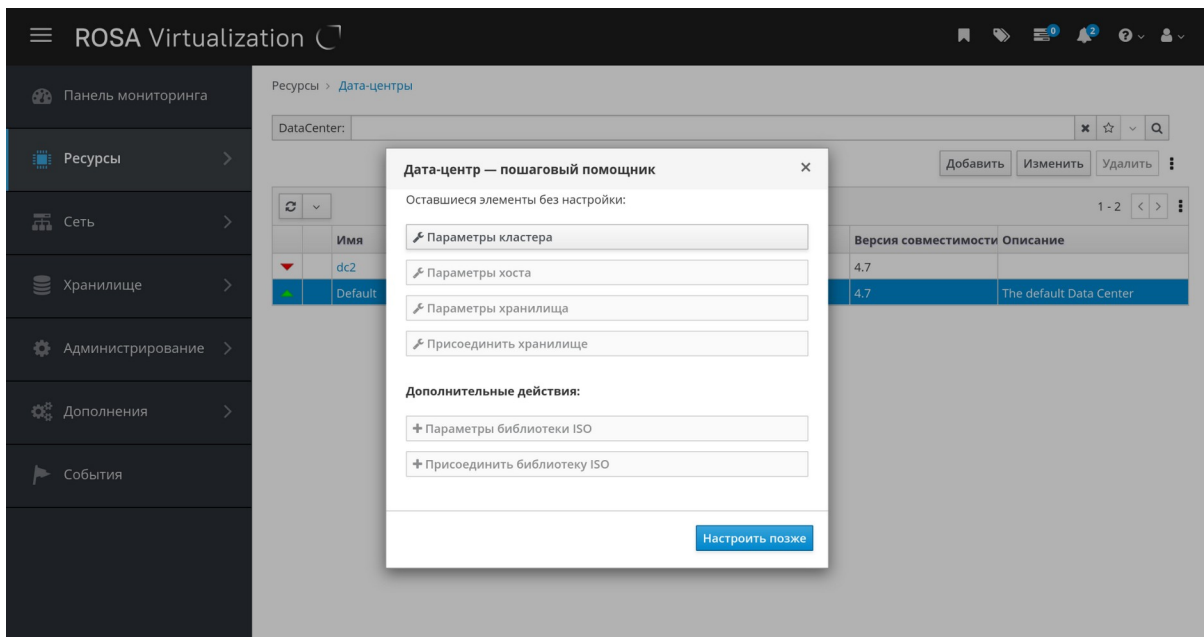 ROSA Virtualization
0
2
Панель мониторинга
Ресурсы
Сеть
Хранилище
Администрирование
Дополнения
События
Ресурсы > Дата-центры
DataCenter:
Добавить Изменить Удалить
1 - 2
Имя Версия совместимости Описание
dc2 4.7
Default 4.7 The default Data Center
Дата-центр — пошаговый помощник
Оставшиеся элементы без настройки:
Параметры кластера
Параметры хоста
Параметры хранилища
Присоединить хранилище
Дополнительные действия:
Параметры библиотеки ISO
Присоединить библиотеку ISO
Настроить позже